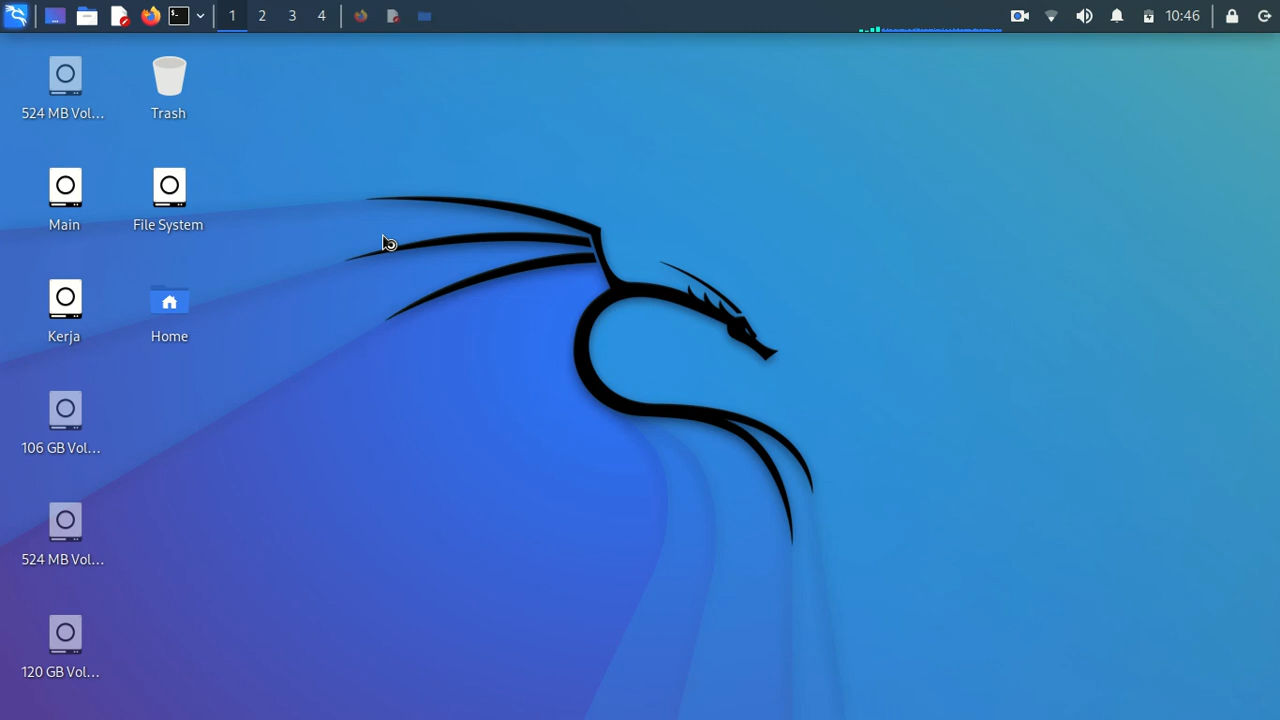 1 2 3 4 10:46
524 MB Vol... Trash
Main File System
Kerja Home
106 GB Vol...
524 MB Vol...
120 GB Vol...